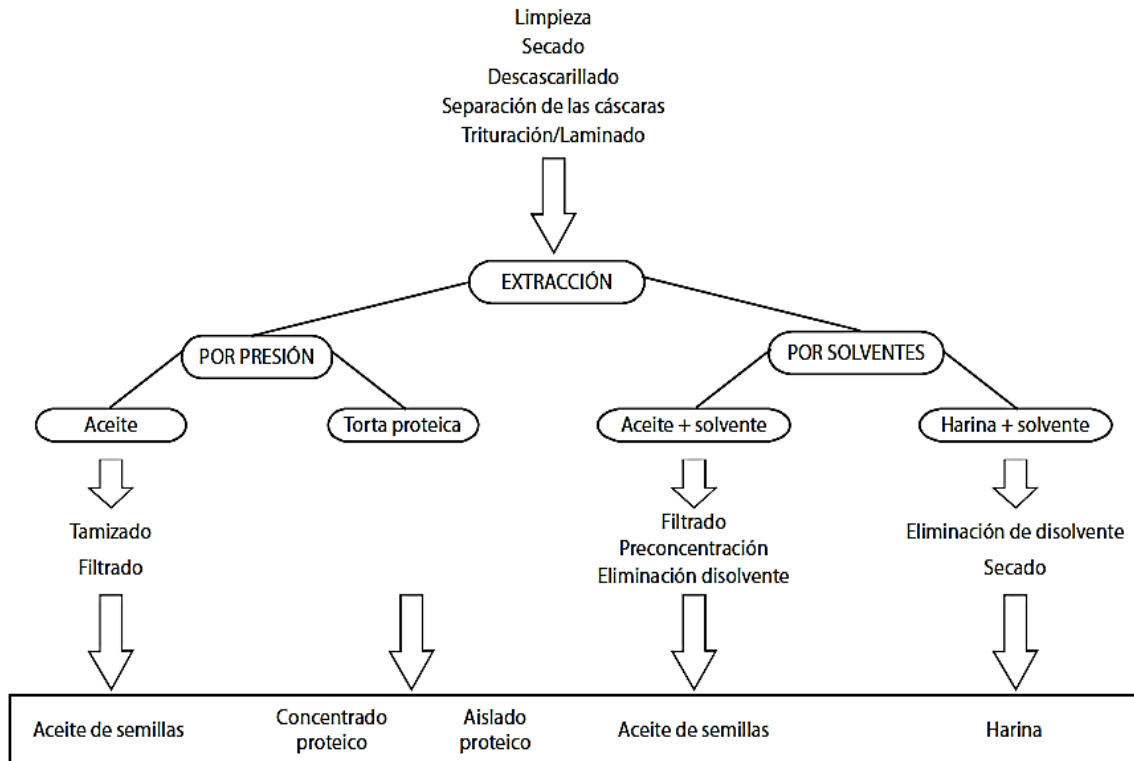 Limpieza
Secado
Descascarillado
Separación de las cáscaras
Trituración/Laminado
EXTRACCIÓN
POR PRESIÓN
POR SOLVENTES
Aceite
Torta proteica
Aceite + solvente
Harina + solvente
Tamizado
Filtrado
Filtrado
Preconcentración
Eliminación disolvente
Eliminación de disolvente
Secado
Aceite de semillas
Concentrado
proteico
Aislado
proteico
Aceite de semillas
Harina